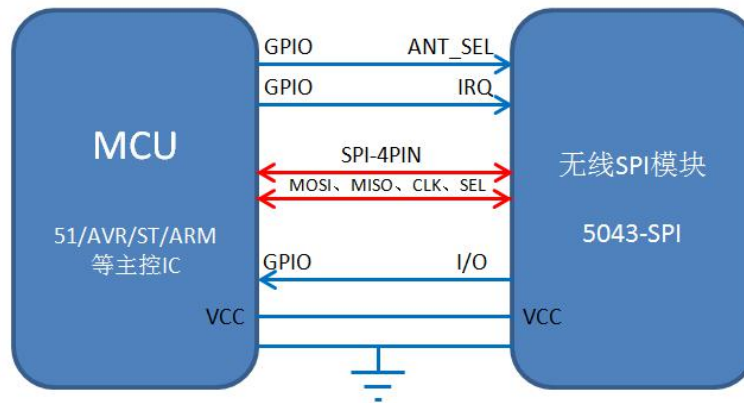 GPIO ANT_SEL
GPIO IRQ
MCU
SPI-4PIN
MOSI、MISO、CLK、SEL
无线SPI模块
5043-SPI
51/AVR/ST/ARM
等主控IC
GPIO I/O
VCC VCC